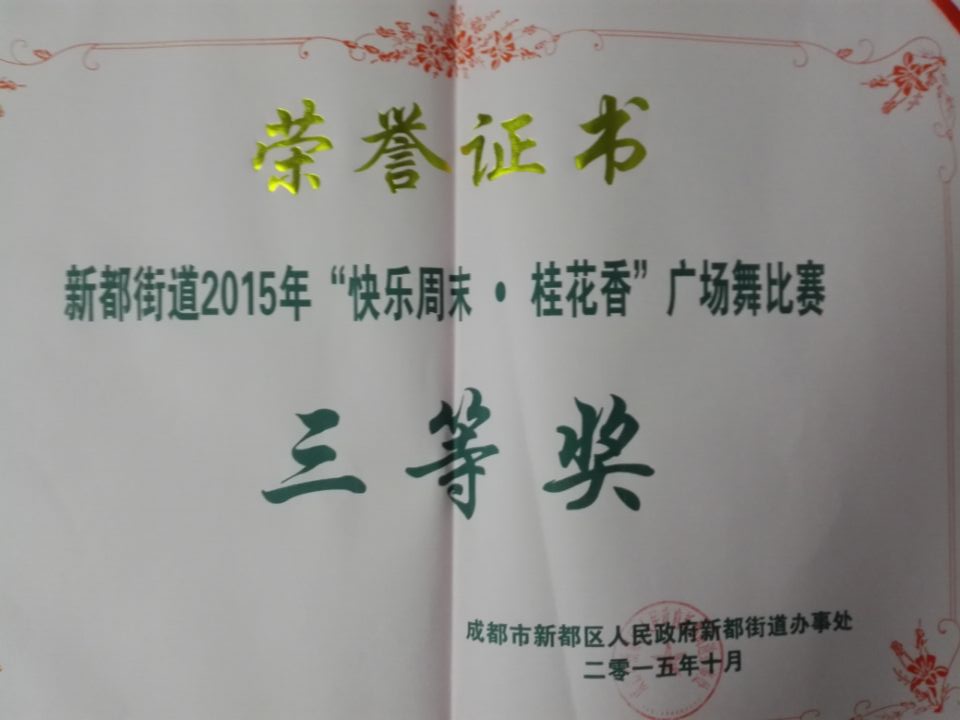 荣誉证书
新都街道2015年“快乐周末·桂花香”广场舞比赛
三等奖
成都市新都区人民政府新都街道办事处
二零一五年十月